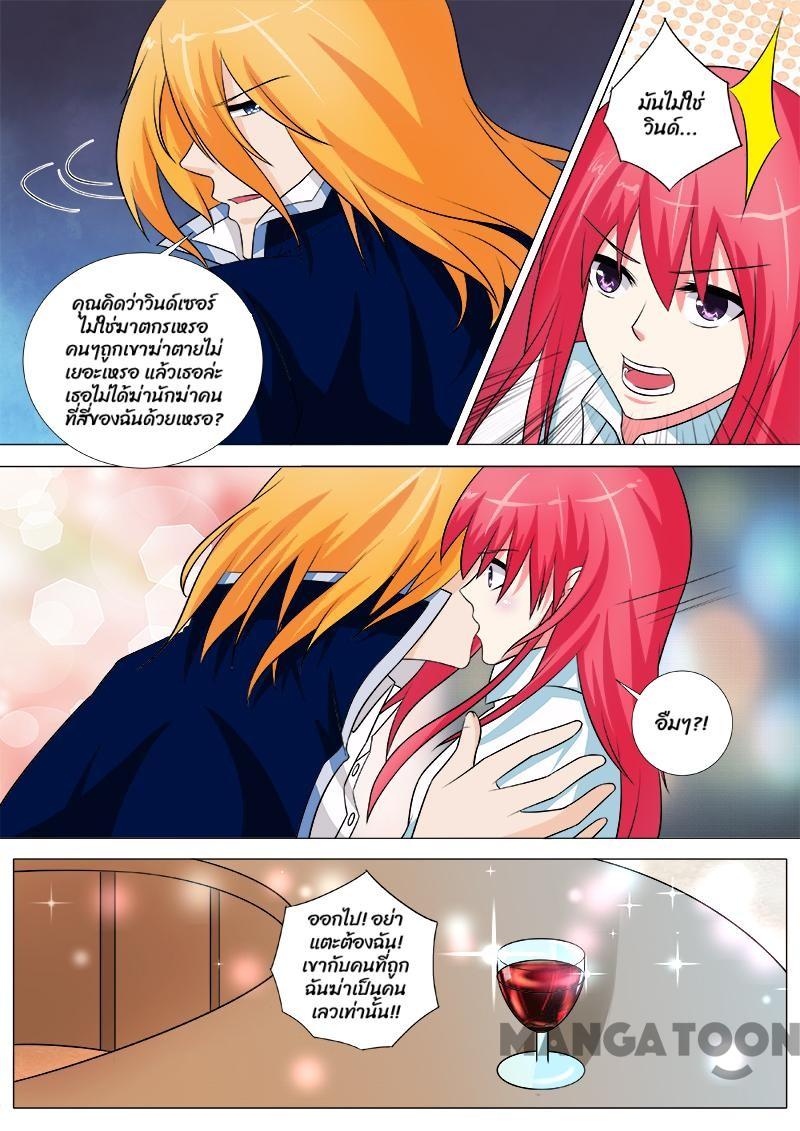 คุณคิดว่าวินด์เซอร์
ไม่ใช่ฆาตกรเหรอ
คนๆถูกเขาฆ่าตายไม่
เยอะเหรอ แล้วเธอล่ะ
เธอไม่ได้ฆ่านักฆ่าคน
ที่สี่ของฉันด้วยเหรอ?
มันไม่ใช่
วินด์...
อืมๆ?!
ออกไป! อย่า
แตะต้องฉัน!
เขากับคนที่ถูก
ฉันฆ่าเป็นคน
เลวเท่านั้น!!
MANGATOON